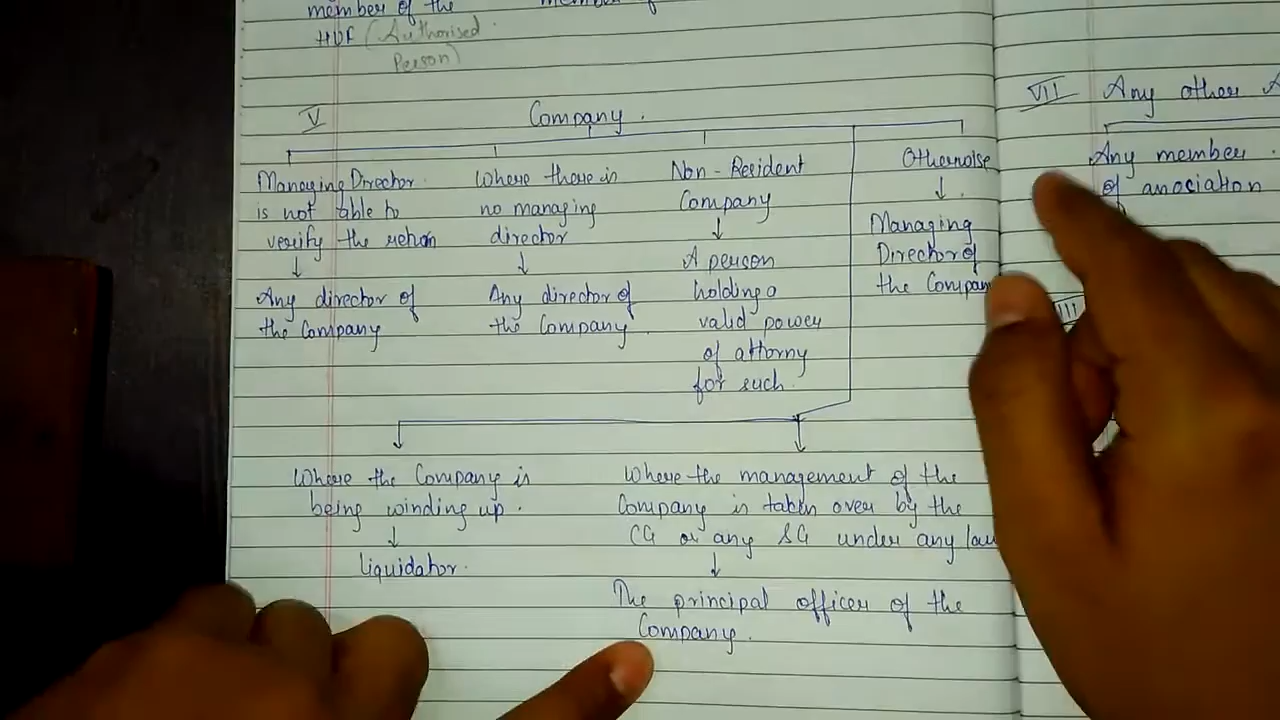 member of the
HUF (Authorised
Person)
V
Company.
Managing Director
is not able to
verify the return
↓
Any director of
the Company
Where there is
no managing
director
↓
Any director of
the Company.
Non-Resident
Company
↓
A person
holding a
valid power
of attorny
for such
Otherwise
↓
Managing
Director of
the Company
Where the Company is
being winding up.
↓
liquidator.
Where the management of the
Company is taken over by the
CG or any SG under any law
↓
The principal officer of the
Company.
VII Any other
Any member
of association
III